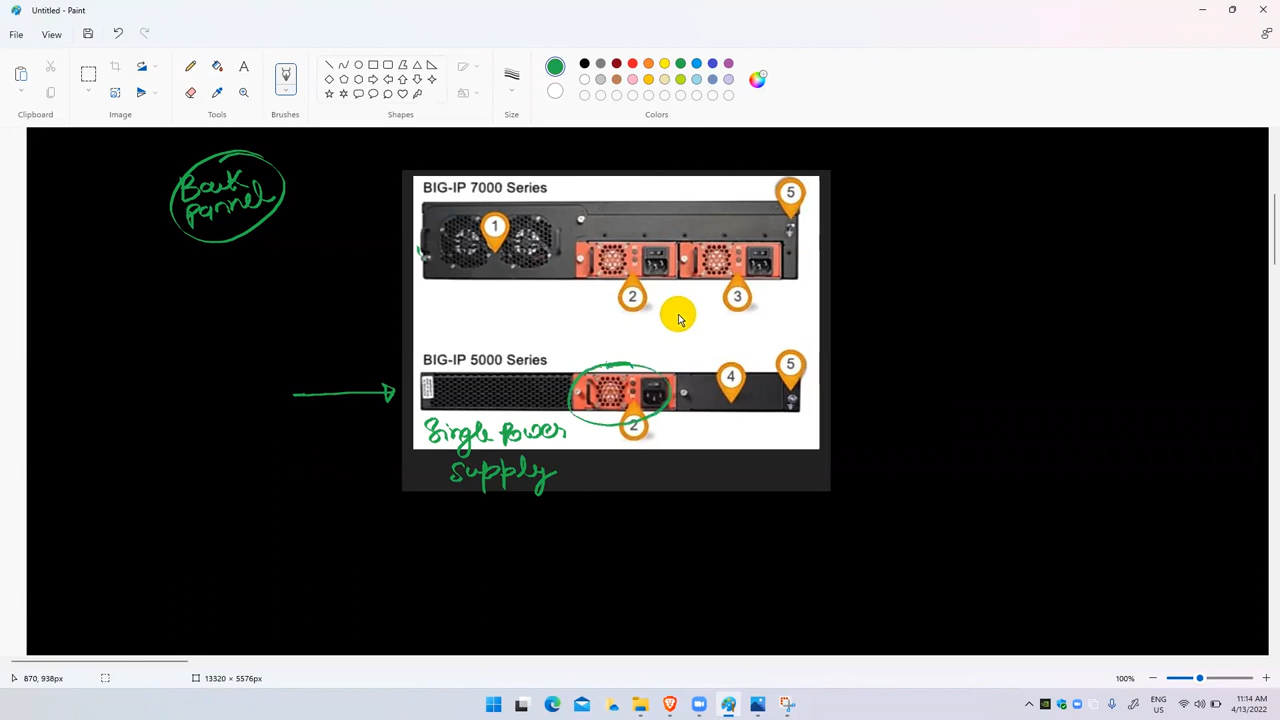 Untitled - Paint
File
View
Clipboard
Image
Tools
Brushes
Shapes
Size
Colors
Back
pannel
BIG-IP 7000 Series
5
1
2
3
BIG-IP 5000 Series
5
4
2
Single power
supply
870, 938px
13320 × 5576px
100%
ENG
US
11:14 AM
4/13/2022